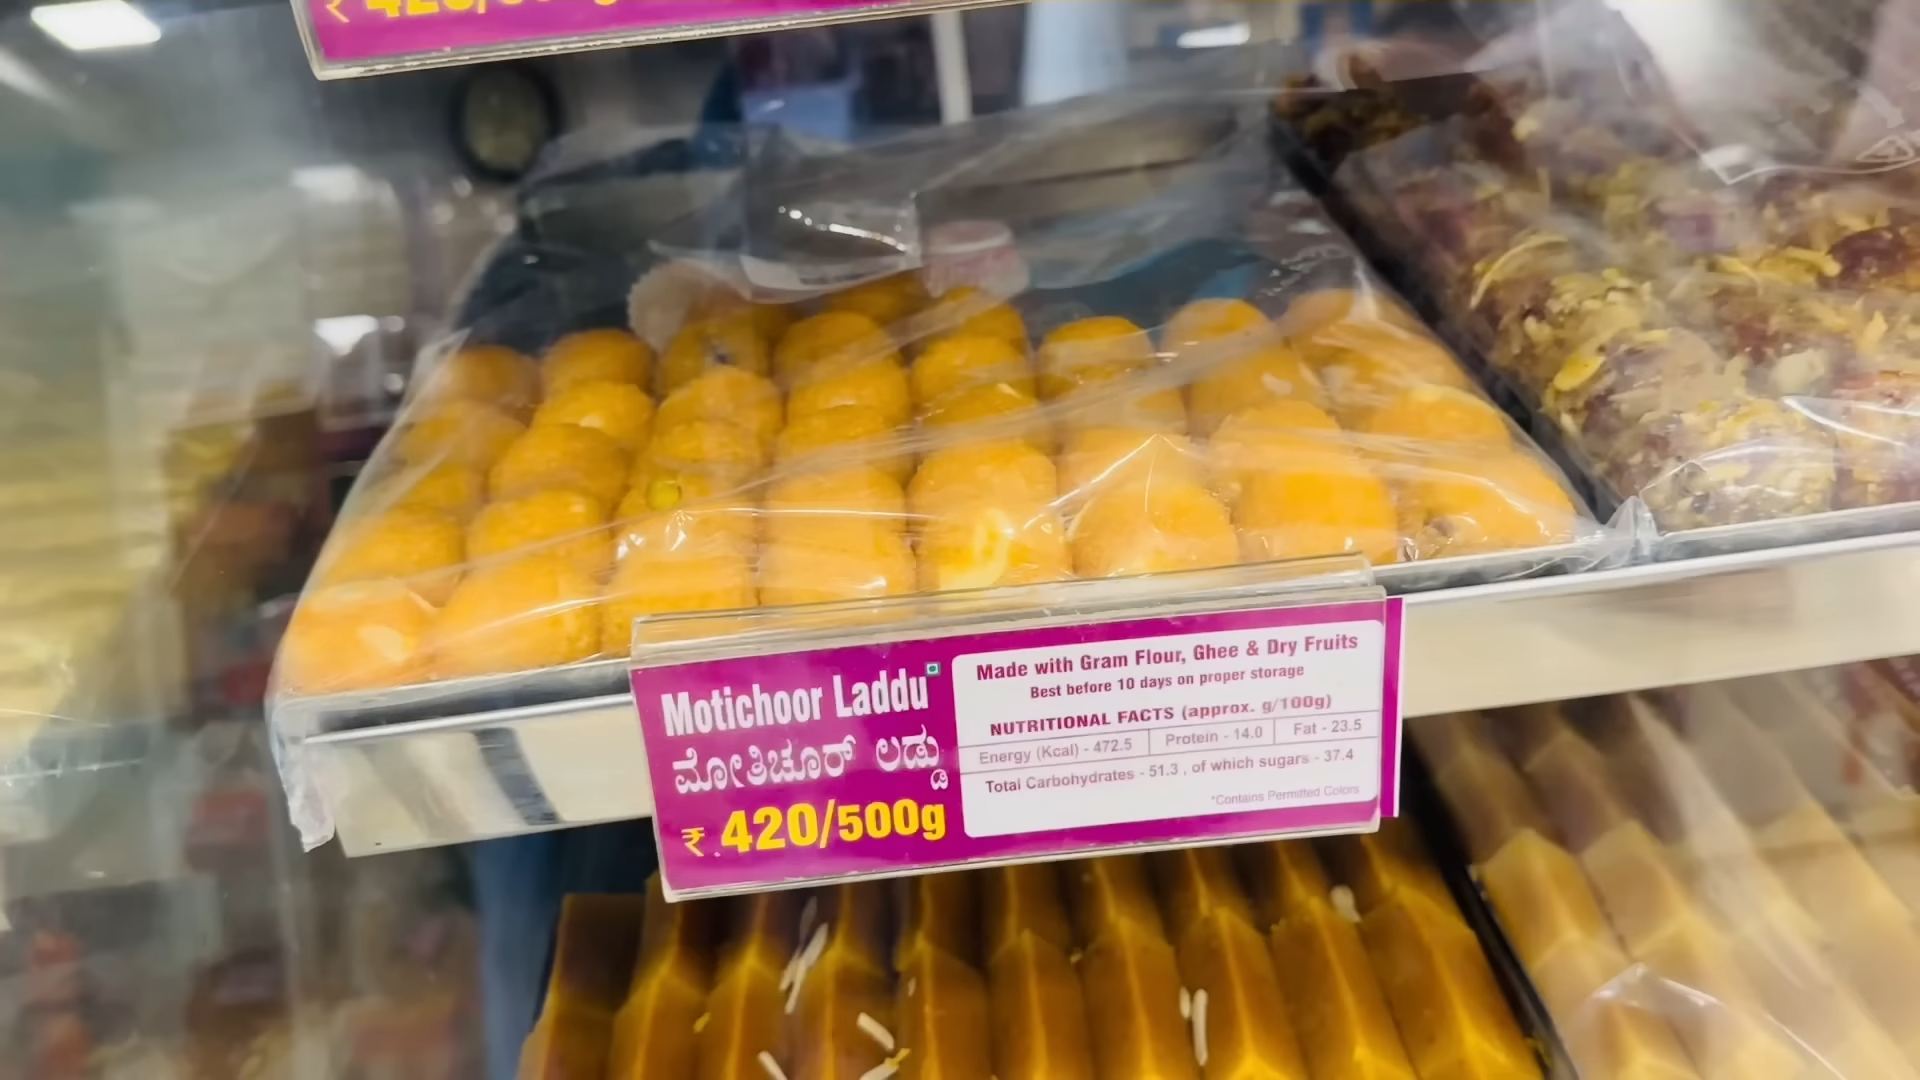 Motichoor Laddu
ಮೋತಿಚೂರ್ ಲಡ್ಡು
₹. 420/500g
Made with Gram Flour, Ghee & Dry Fruits
Best before 10 days on proper storage
NUTRITIONAL FACTS (approx. g/100g)
Energy (Kcal) - 472.5 Protein - 14.0 Fat - 23.5
Total Carbohydrates - 51.3 , of which sugars - 37.4
*Contains Permitted Colors